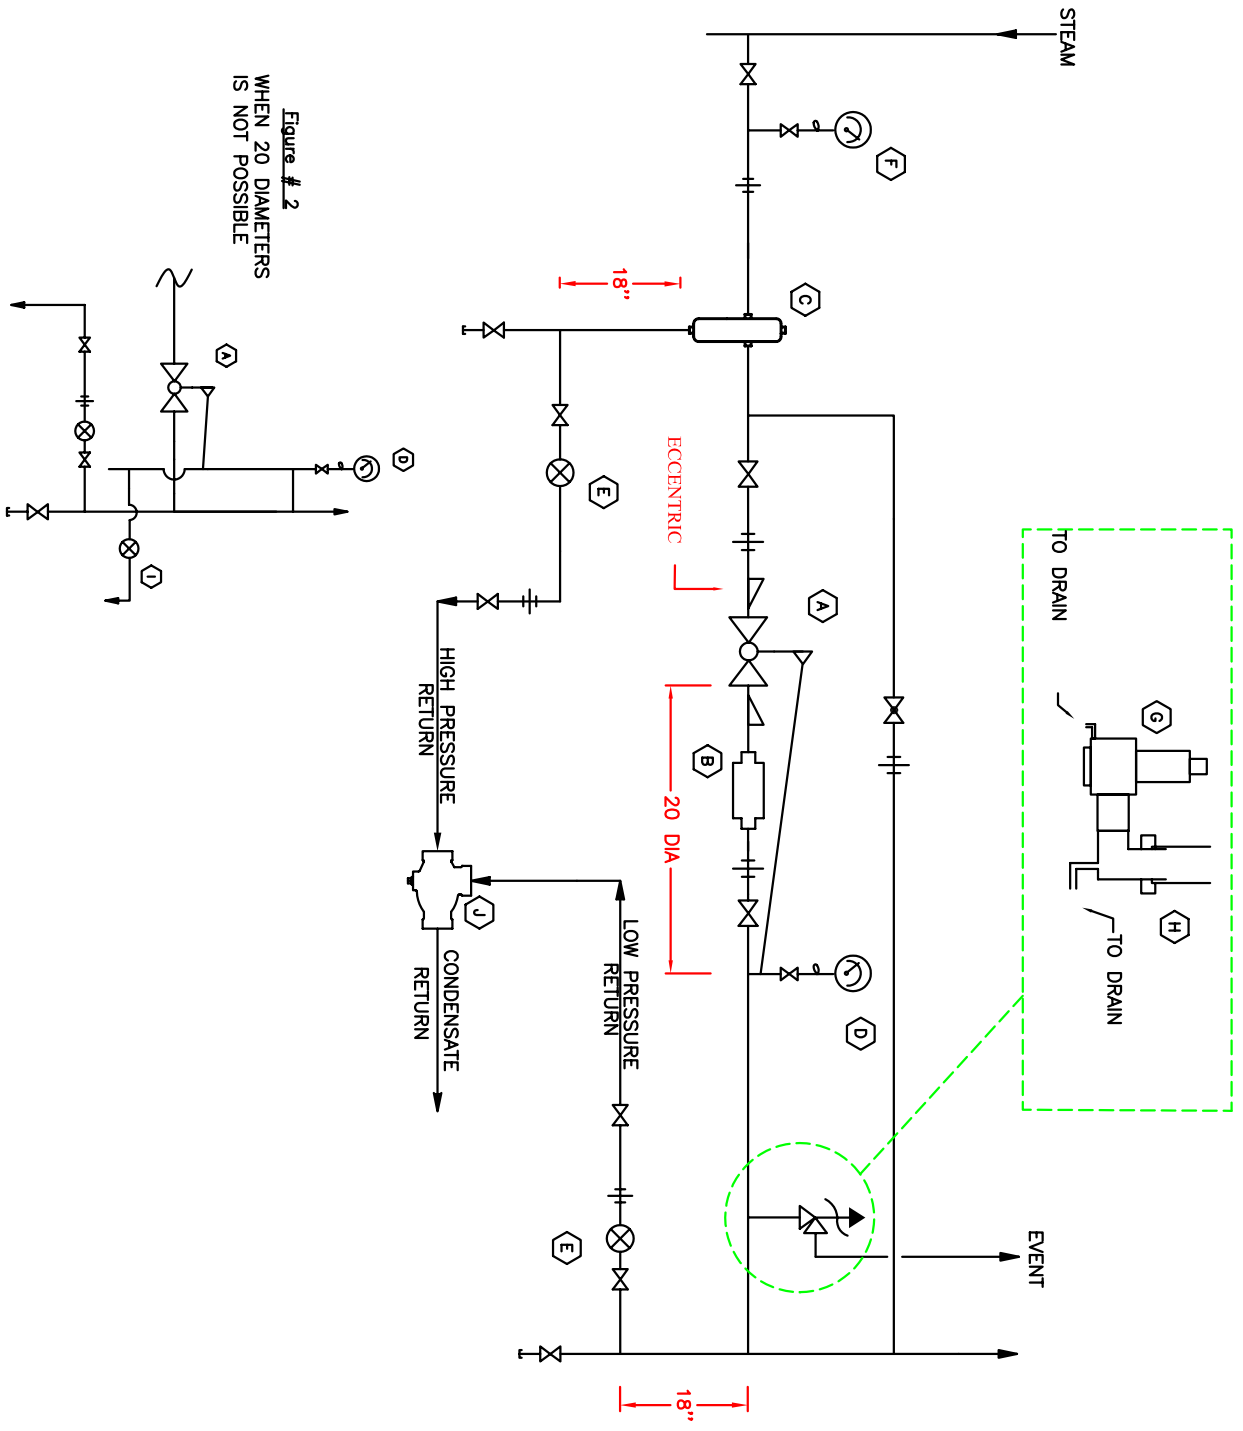 STEAM
F
C
18"
ECCENTRIC
E
A
B
20 DIA
D
TO DRAIN
G
H
TO DRAIN
EVENT
HIGH PRESSURE
RETURN
J
LOW PRESSURE
RETURN
CONDENSATE
RETURN
E
18"
Figure # 2
WHEN 20 DIAMETERS
IS NOT POSSIBLE
A
D
I